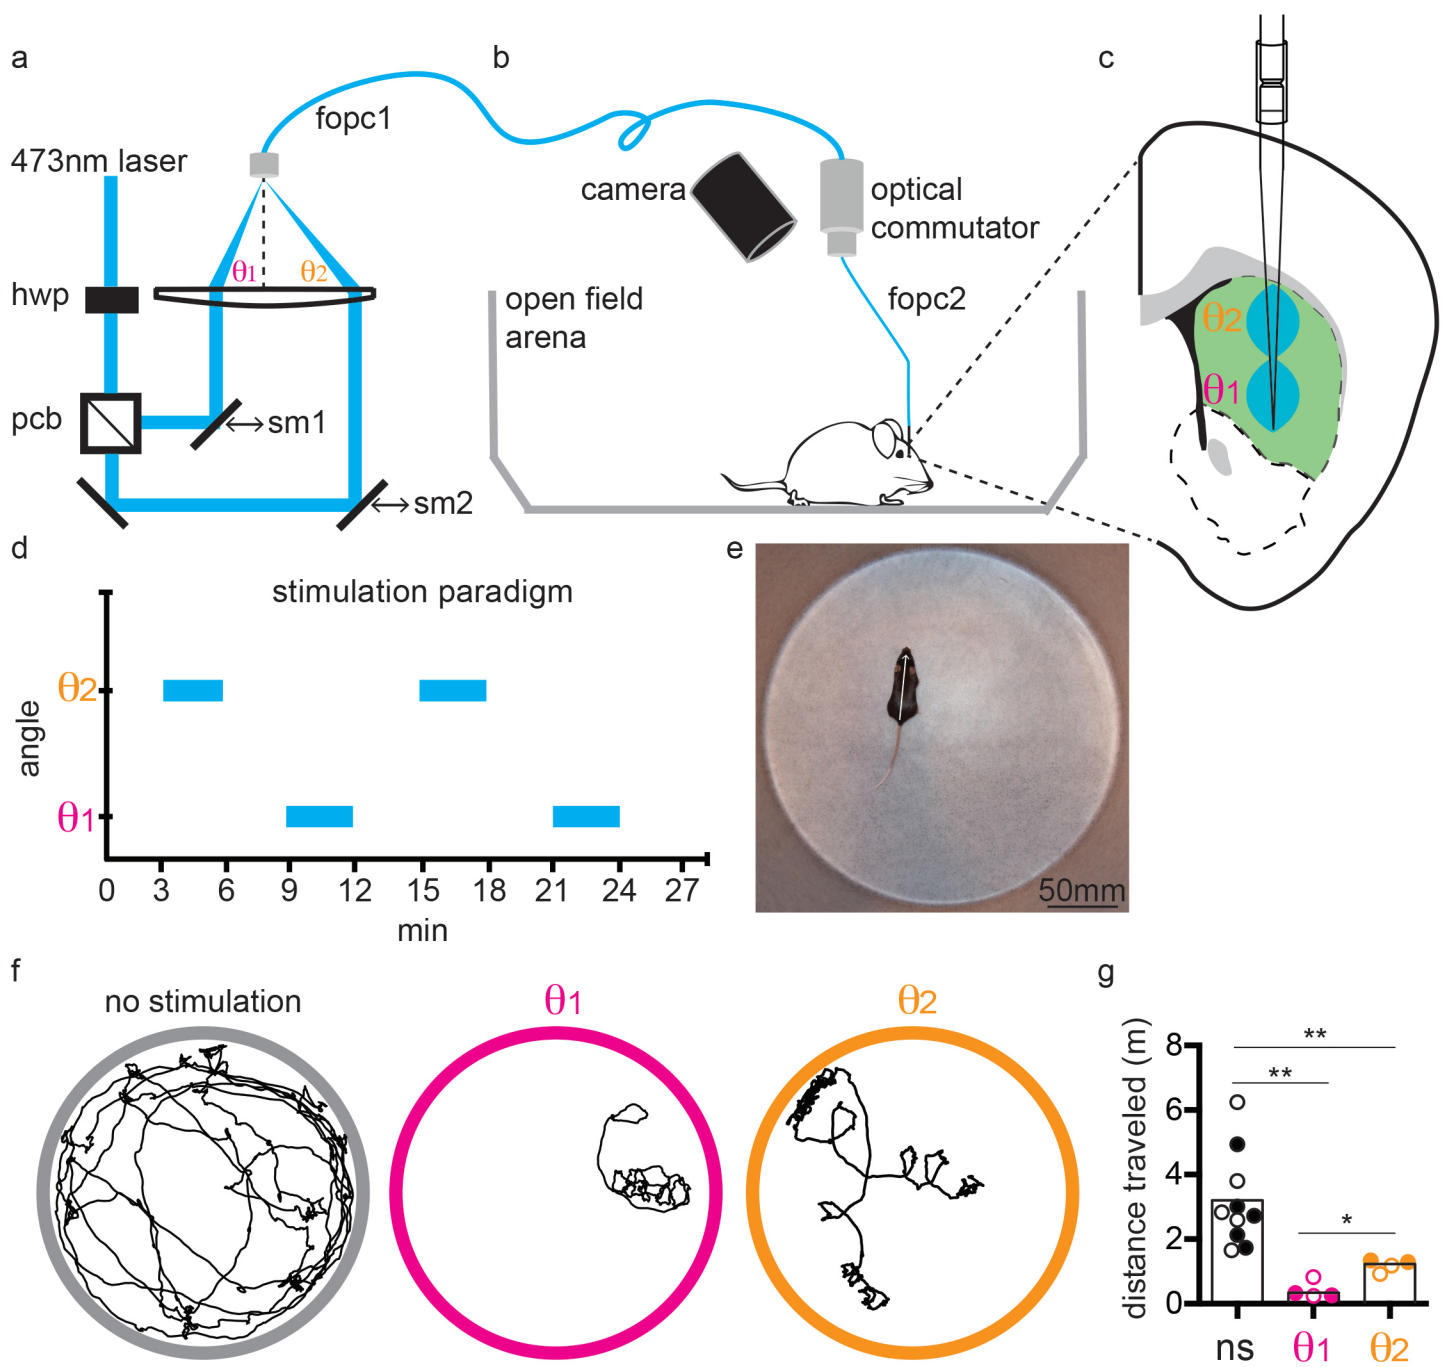 a
b
c
fopc1
473nm laser
camera
optical
commutator
θ1
θ2
hwp
open field
arena
fopc2
θ2
θ1
pcb
sm1
sm2
d
stimulation paradigm
e
θ2
angle
θ1
0 3 6 9 12 15 18 21 24 27
min
50mm
f
no stimulation
θ1
θ2
g
distance traveled (m)
8
6
4
2
0
**
**
*
ns θ1 θ2